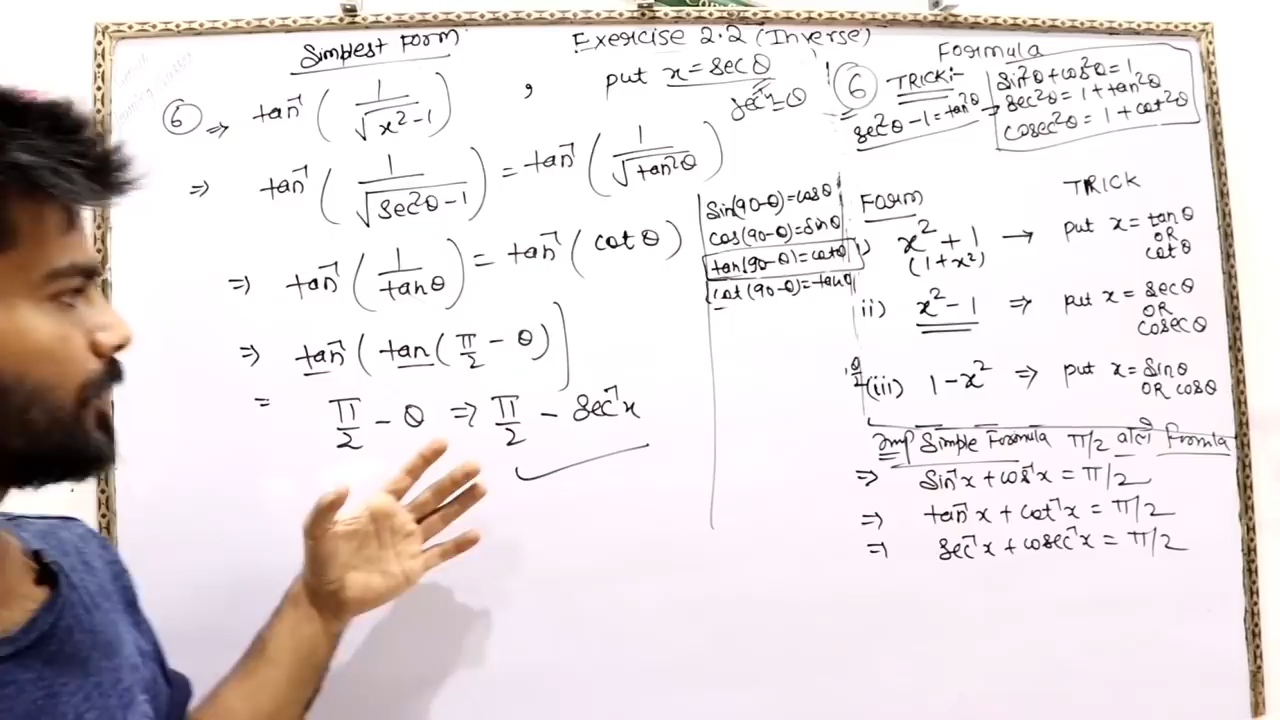 Simplest Form
Exercise 2.2 (Inverse)
⑥ ⇒ tan⁻¹(1/√(x²-1)) , put x = secθ
sec⁻¹x = θ
⇒ tan⁻¹(1/√(sec²θ-1)) = tan⁻¹(1/√(tan²θ))
⇒ tan⁻¹(1/tanθ) = tan⁻¹(cotθ)
⇒ tan⁻¹(tan(π/2 - θ)
= π/2 - θ ⇒ π/2 - sec⁻¹x
sin(90-θ)=cosθ
cos(90-θ)=sinθ
tan(90-θ)=cotθ
cot(90-θ)=tanθ
Formula
⑥ TRICK:-
sec²θ-1=tan²θ →
sin²θ+cos²θ=1
sec²θ=1+tan²θ
cosec²θ=1+cot²θ
Form TRICK
i) x²+1 → put x = tanθ
(1+x²) OR
cotθ
ii) x²-1 ⇒ put x = secθ
OR
cosecθ
(iii) 1-x² ⇒ put x = sinθ
OR cosθ
Imp Simple Formula π/2 वाले Fromula
⇒ sin⁻¹x + cos⁻¹x = π/2
⇒ tan⁻¹x + cot⁻¹x = π/2
⇒ sec⁻¹x + cosec⁻¹x = π/2